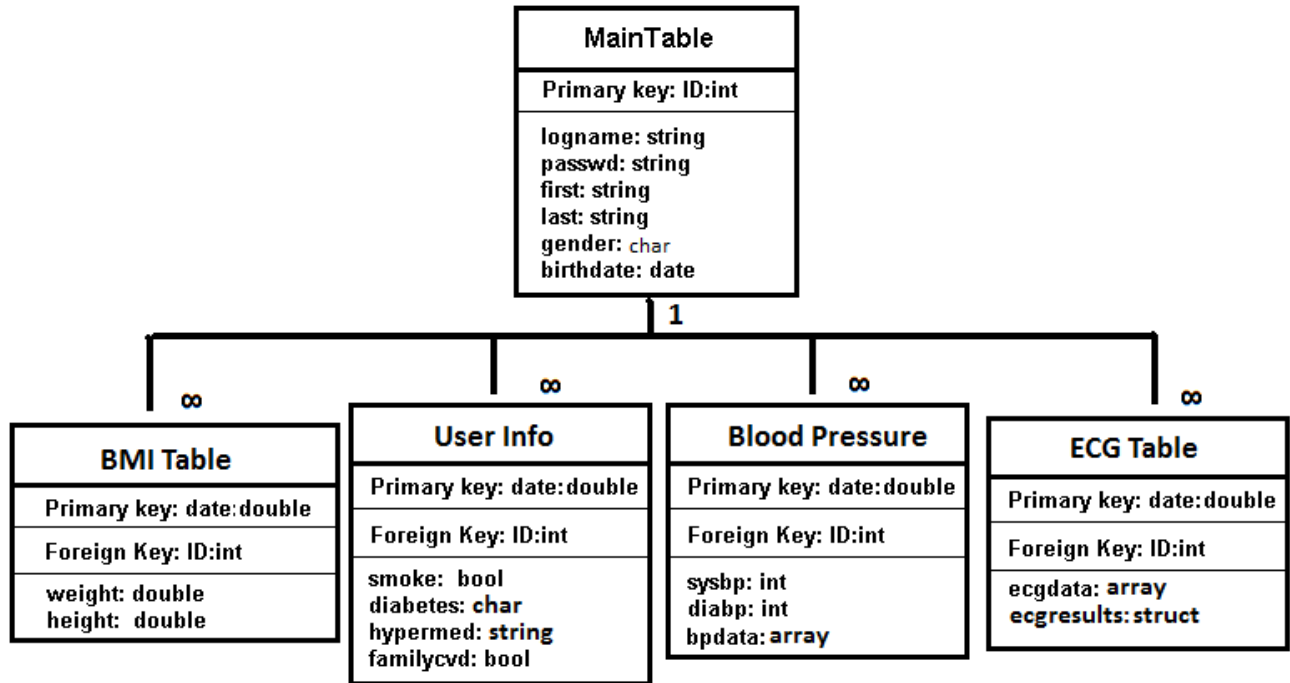 MainTable
Primary key: ID:int
logname: string
passwd: string
first: string
last: string
gender: char
birthdate: date
1
∞
∞
∞
∞
BMI Table
Primary key: date:double
Foreign Key: ID:int
weight: double
height: double
User Info
Primary key: date:double
Foreign Key: ID:int
smoke: bool
diabetes: char
hypermed: string
familycvd: bool
Blood Pressure
Primary key: date:double
Foreign Key: ID:int
sysbp: int
diabp: int
bpdata: array
ECG Table
Primary key: date:double
Foreign Key: ID:int
ecgdata: array
ecgresults: struct